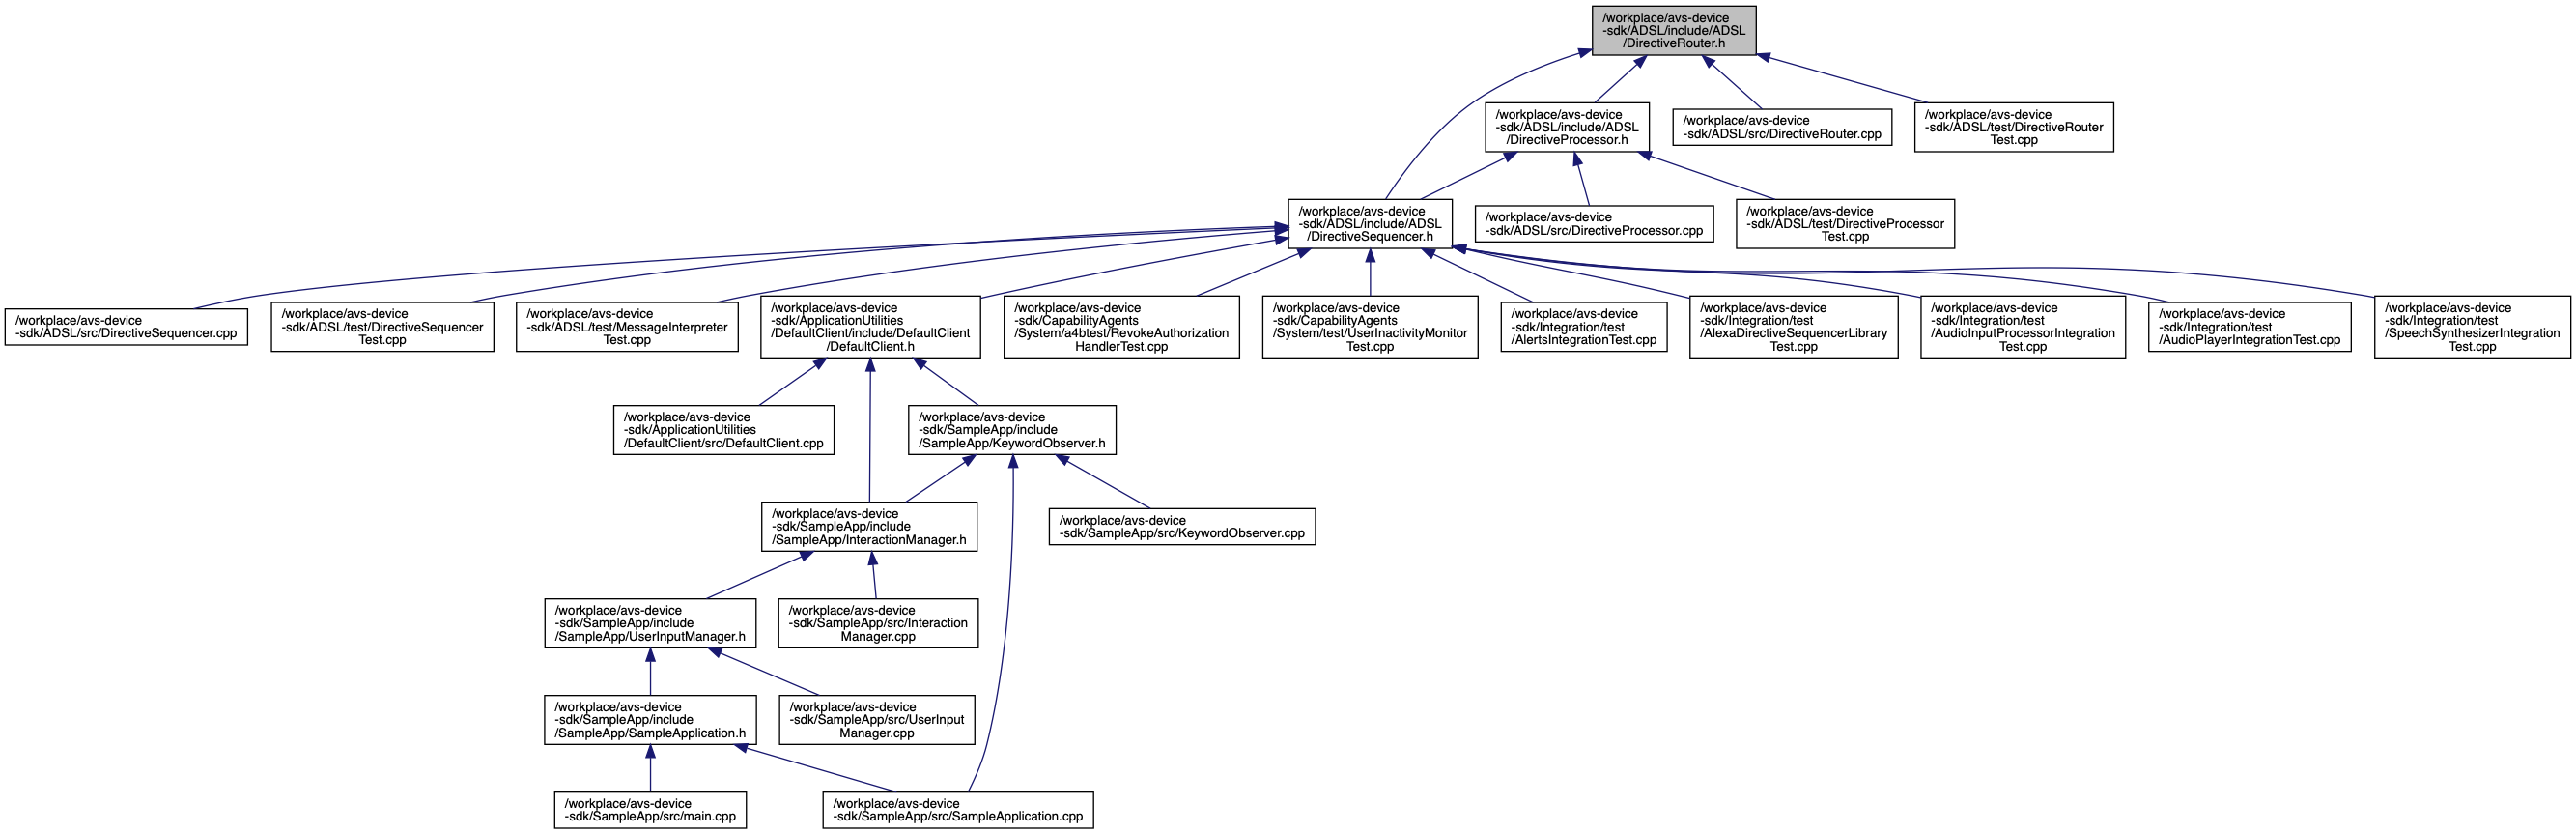 /workplace/avs-device
-sdk/ADSL/include/ADSL
/DirectiveRouter.h
/workplace/avs-device
-sdk/ADSL/include/ADSL
/DirectiveProcessor.h
/workplace/avs-device
-sdk/ADSL/src/DirectiveRouter.cpp
/workplace/avs-device
-sdk/ADSL/test/DirectiveRouter
Test.cpp
/workplace/avs-device
-sdk/ADSL/include/ADSL
/DirectiveSequencer.h
/workplace/avs-device
-sdk/ADSL/src/DirectiveProcessor.cpp
/workplace/avs-device
-sdk/ADSL/test/DirectiveProcessor
Test.cpp
/workplace/avs-device
-sdk/ADSL/src/DirectiveSequencer.cpp
/workplace/avs-device
-sdk/ADSL/test/DirectiveSequencer
Test.cpp
/workplace/avs-device
-sdk/ADSL/test/MessageInterpreter
Test.cpp
/workplace/avs-device
-sdk/ApplicationUtilities
/DefaultClient/include/DefaultClient
/DefaultClient.h
/workplace/avs-device
-sdk/CapabilityAgents
/System/a4btest/RevokeAuthorization
HandlerTest.cpp
/workplace/avs-device
-sdk/CapabilityAgents
/System/test/UserInactivityMonitor
Test.cpp
/workplace/avs-device
-sdk/Integration/test
/AlertsIntegrationTest.cpp
/workplace/avs-device
-sdk/Integration/test
/AlexaDirectiveSequencerLibrary
Test.cpp
/workplace/avs-device
-sdk/Integration/test
/AudioInputProcessorIntegration
Test.cpp
/workplace/avs-device
-sdk/Integration/test
/AudioPlayerIntegrationTest.cpp
/workplace/avs-device
-sdk/Integration/test
/SpeechSynthesizerIntegration
Test.cpp
/workplace/avs-device
-sdk/ApplicationUtilities
/DefaultClient/src/DefaultClient.cpp
/workplace/avs-device
-sdk/SampleApp/include
/SampleApp/KeywordObserver.h
/workplace/avs-device
-sdk/SampleApp/include
/SampleApp/InteractionManager.h
/workplace/avs-device
-sdk/SampleApp/src/KeywordObserver.cpp
/workplace/avs-device
-sdk/SampleApp/include
/SampleApp/UserInputManager.h
/workplace/avs-device
-sdk/SampleApp/src/Interaction
Manager.cpp
/workplace/avs-device
-sdk/SampleApp/include
/SampleApp/SampleApplication.h
/workplace/avs-device
-sdk/SampleApp/src/UserInput
Manager.cpp
/workplace/avs-device
-sdk/SampleApp/src/main.cpp
/workplace/avs-device
-sdk/SampleApp/src/SampleApplication.cpp